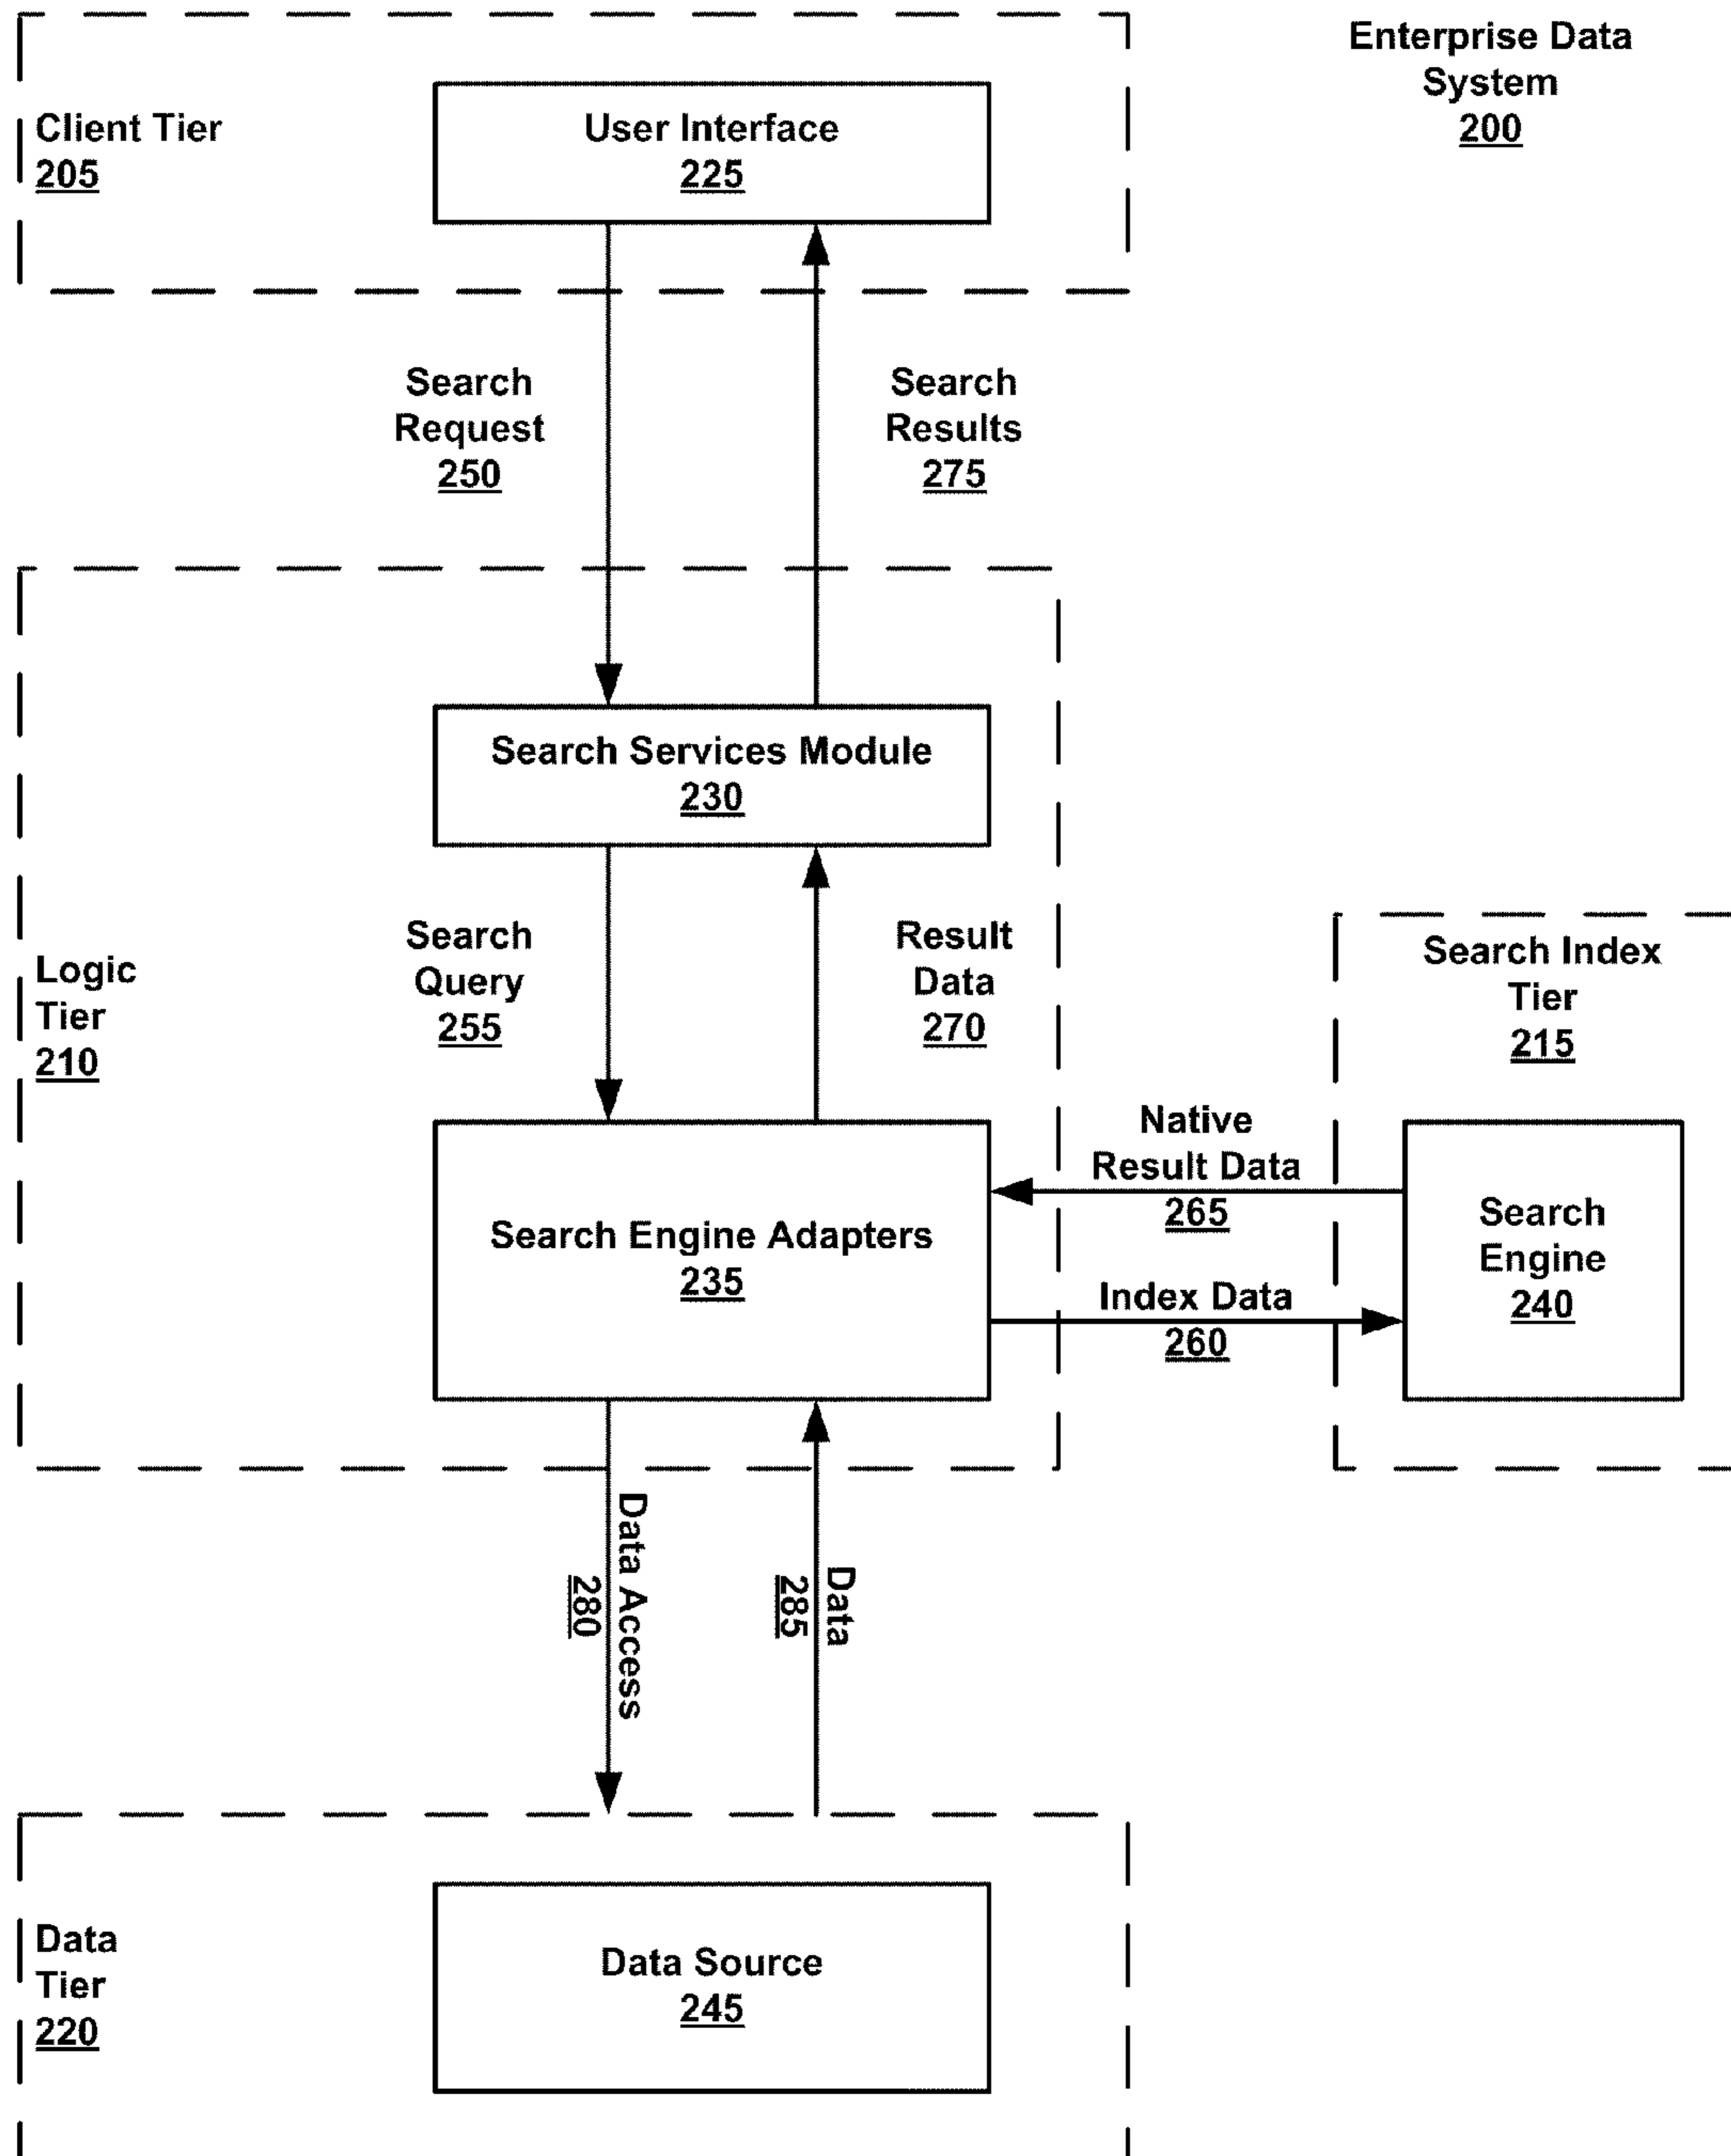 Enterprise Data
System
200
Client Tier
205
User Interface
225
Search
Request
250
Search
Results
275
Search Services Module
230
Logic
Tier
210
Search
Query
255
Result
Data
270
Search Index
Tier
215
Native
Result Data
265
Search Engine Adapters
235
Index Data
260
Search
Engine
240
Data Access
280
Data
285
Data
Tier
220
Data Source
245